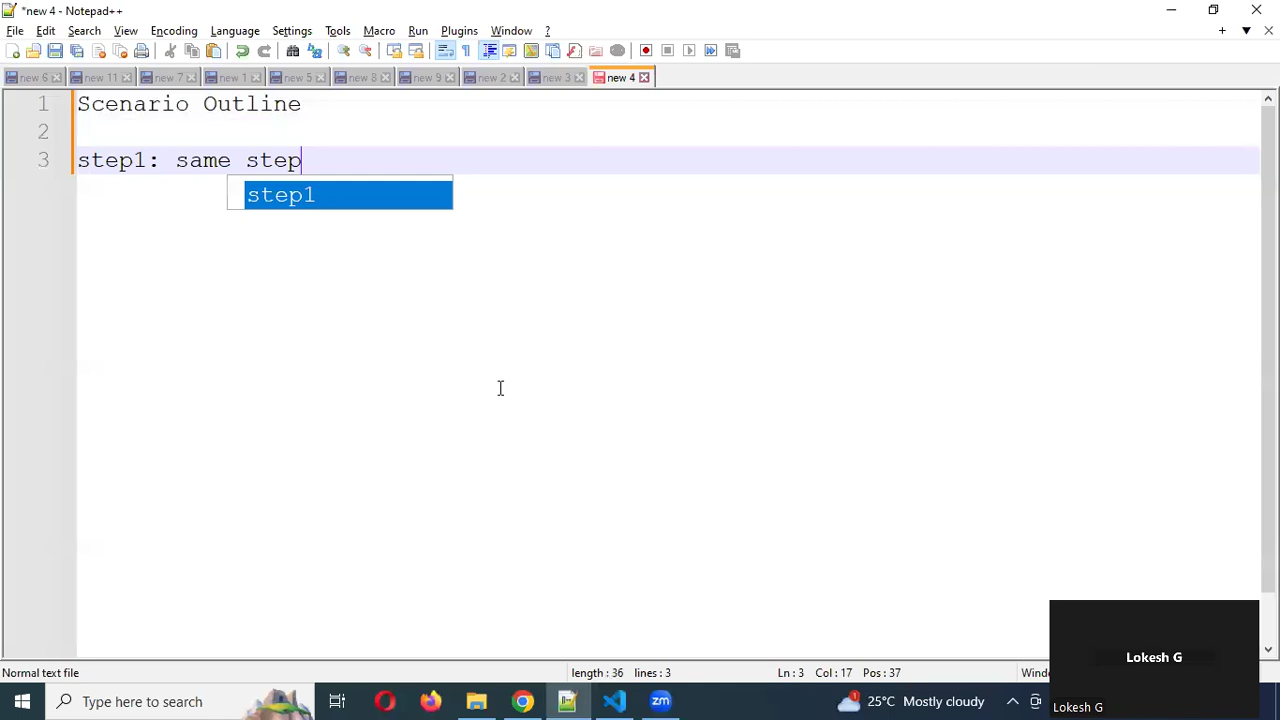 *new 4 - Notepad++
File Edit Search View Encoding Language Settings Tools Macro Run Plugins Window ?
new 6 new 11 new 7 new 1 new 5 new 8 new 9 new 2 new 3 new 4
1 Scenario Outline
2
3 step1: same step
step1
Lokesh G
Normal text file length : 36 lines : 3 Ln : 3 Col : 17 Pos : 37 Windo
Lokesh G
Type here to search zm 1 25°C Mostly cloudy